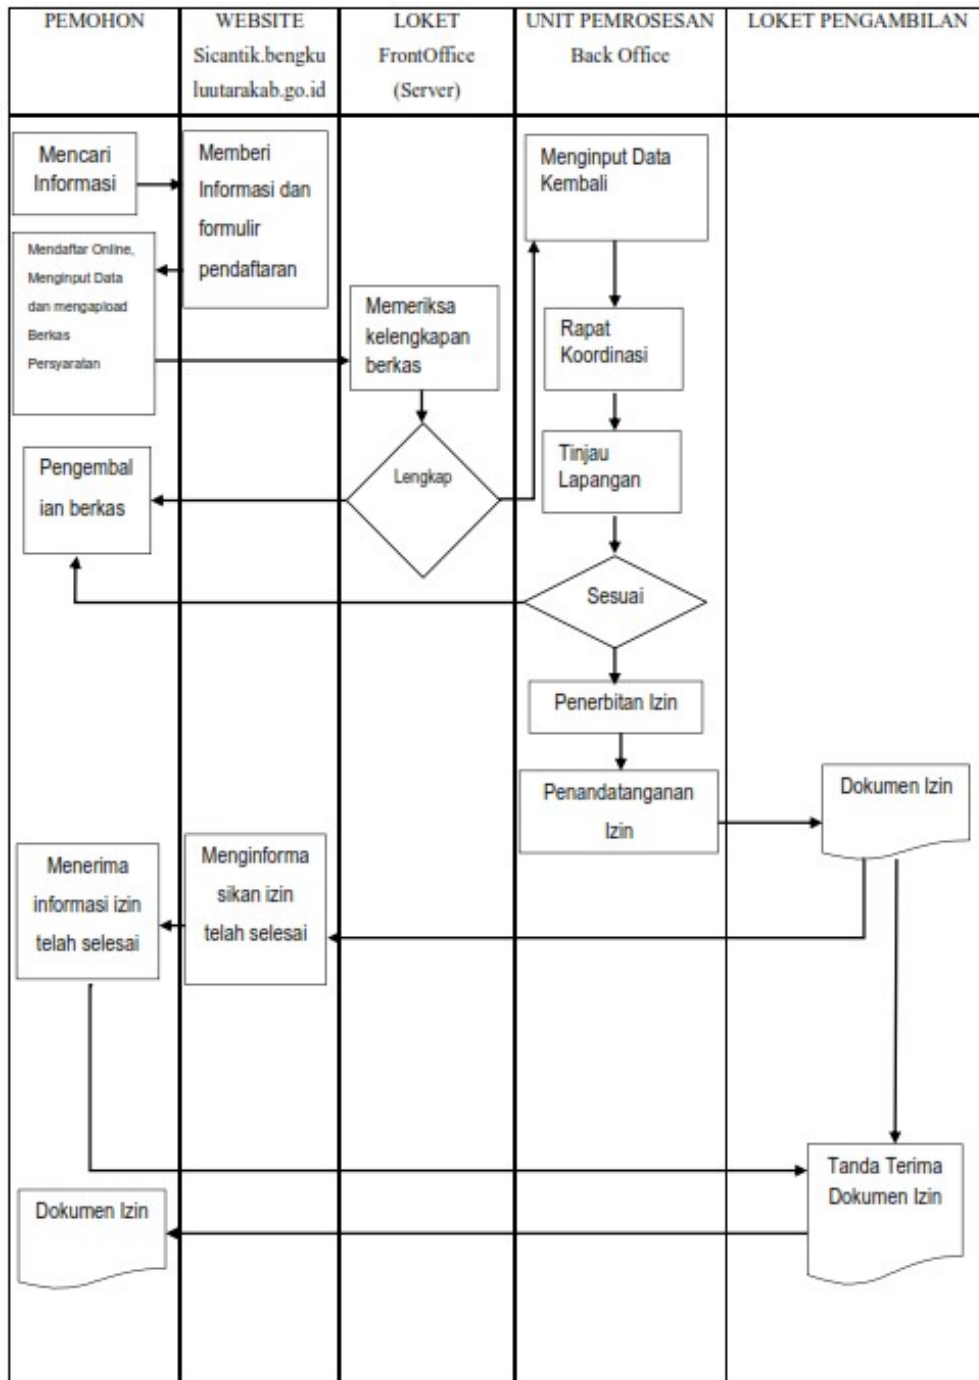 PEMOHON
WEBSITE
Sicantik.bengku
luutarakab.go.id
LOKET
FrontOffice
(Server)
UNIT PEMROSESAN
Back Office
LOKET PENGAMBILAN
Mencari
Informasi
Memberi
Informasi dan
formulir
pendaftaran
Menginput Data
Kembali
Mendaftar Online,
Menginput Data
dan mengapload
Berkas
Persyaratan
Memeriksa
kelengkapan
berkas
Rapat
Koordinasi
Pengembal
ian berkas
Lengkap
Tinjau
Lapangan
Sesuai
Penerbitan Izin
Penandatanganan
Izin
Dokumen Izin
Menerima
informasi izin
telah selesai
Menginforma
sikan izin
telah selesai
Tanda Terima
Dokumen Izin
Dokumen Izin